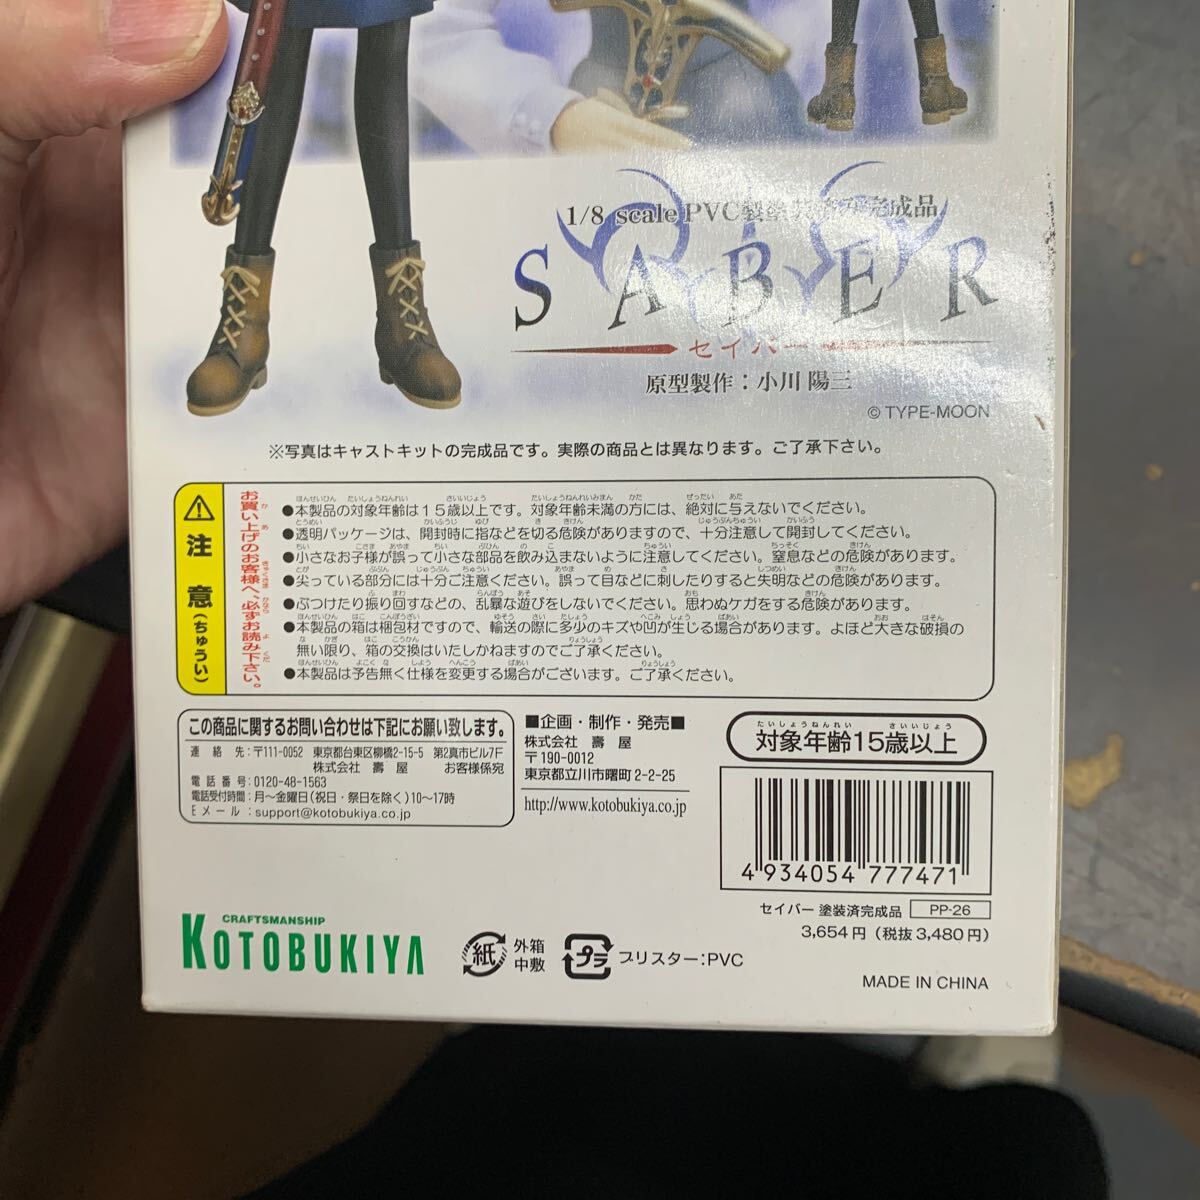 1/8 scale PVC製塗装済み完成品
SABER
セイバー
原型製作：小川 陽三
© TYPE-MOON
※写真はキャストキットの完成品です。実際の商品とは異なります。ご了承下さい。
注意(ちゅうい)
お買い上げのお客様へ、必ずお読み下さい。
●本製品の対象年齢は15歳以上です。対象年齢未満の方には、絶対に与えないでください。
●透明パッケージは、開封時に指などを切る危険がありますので、十分注意して開封してください。
●小さなお子様が誤って小さな部品を飲み込まないように注意してください。窒息などの危険があります。
●尖っている部分には十分ご注意ください。誤って目などに刺したりすると失明などの危険があります。
●ぶつけたり振り回すなどの、乱暴な遊びをしないでください。思わぬケガをする危険があります。
●本製品の箱は梱包材ですので、輸送の際に多少のキズや凹が生じる場合があります。よほど大きな破損の
無い限り、箱の交換はいたしかねますのでご了承ください。
●本製品は予告無く仕様を変更する場合がございます。ご了承ください。
この商品に関するお問い合わせは下記にお願い致します。
連絡先：〒111-0052 東京都台東区柳橋2-15-5 第2真市ビル7F
株式会社 壽屋 お客様係宛
電話番号：0120-48-1563
電話受付時間：月～金曜日(祝日・祭日を除く)10～17時
Eメール：support@kotobukiya.co.jp
■企画・制作・発売■
株式会社 壽屋
〒190-0012
東京都立川市曙町2-2-25
http://www.kotobukiya.co.jp
たいしょうねんれい さいいじょう
対象年齢15歳以上
4 934054 777471
セイバー 塗装済完成品 PP-26
3,654円（税抜3,480円）
CRAFTSMANSHIP
KOTOBUKIYA
紙 外箱
中敷
プラ ブリスター:PVC
MADE IN CHINA